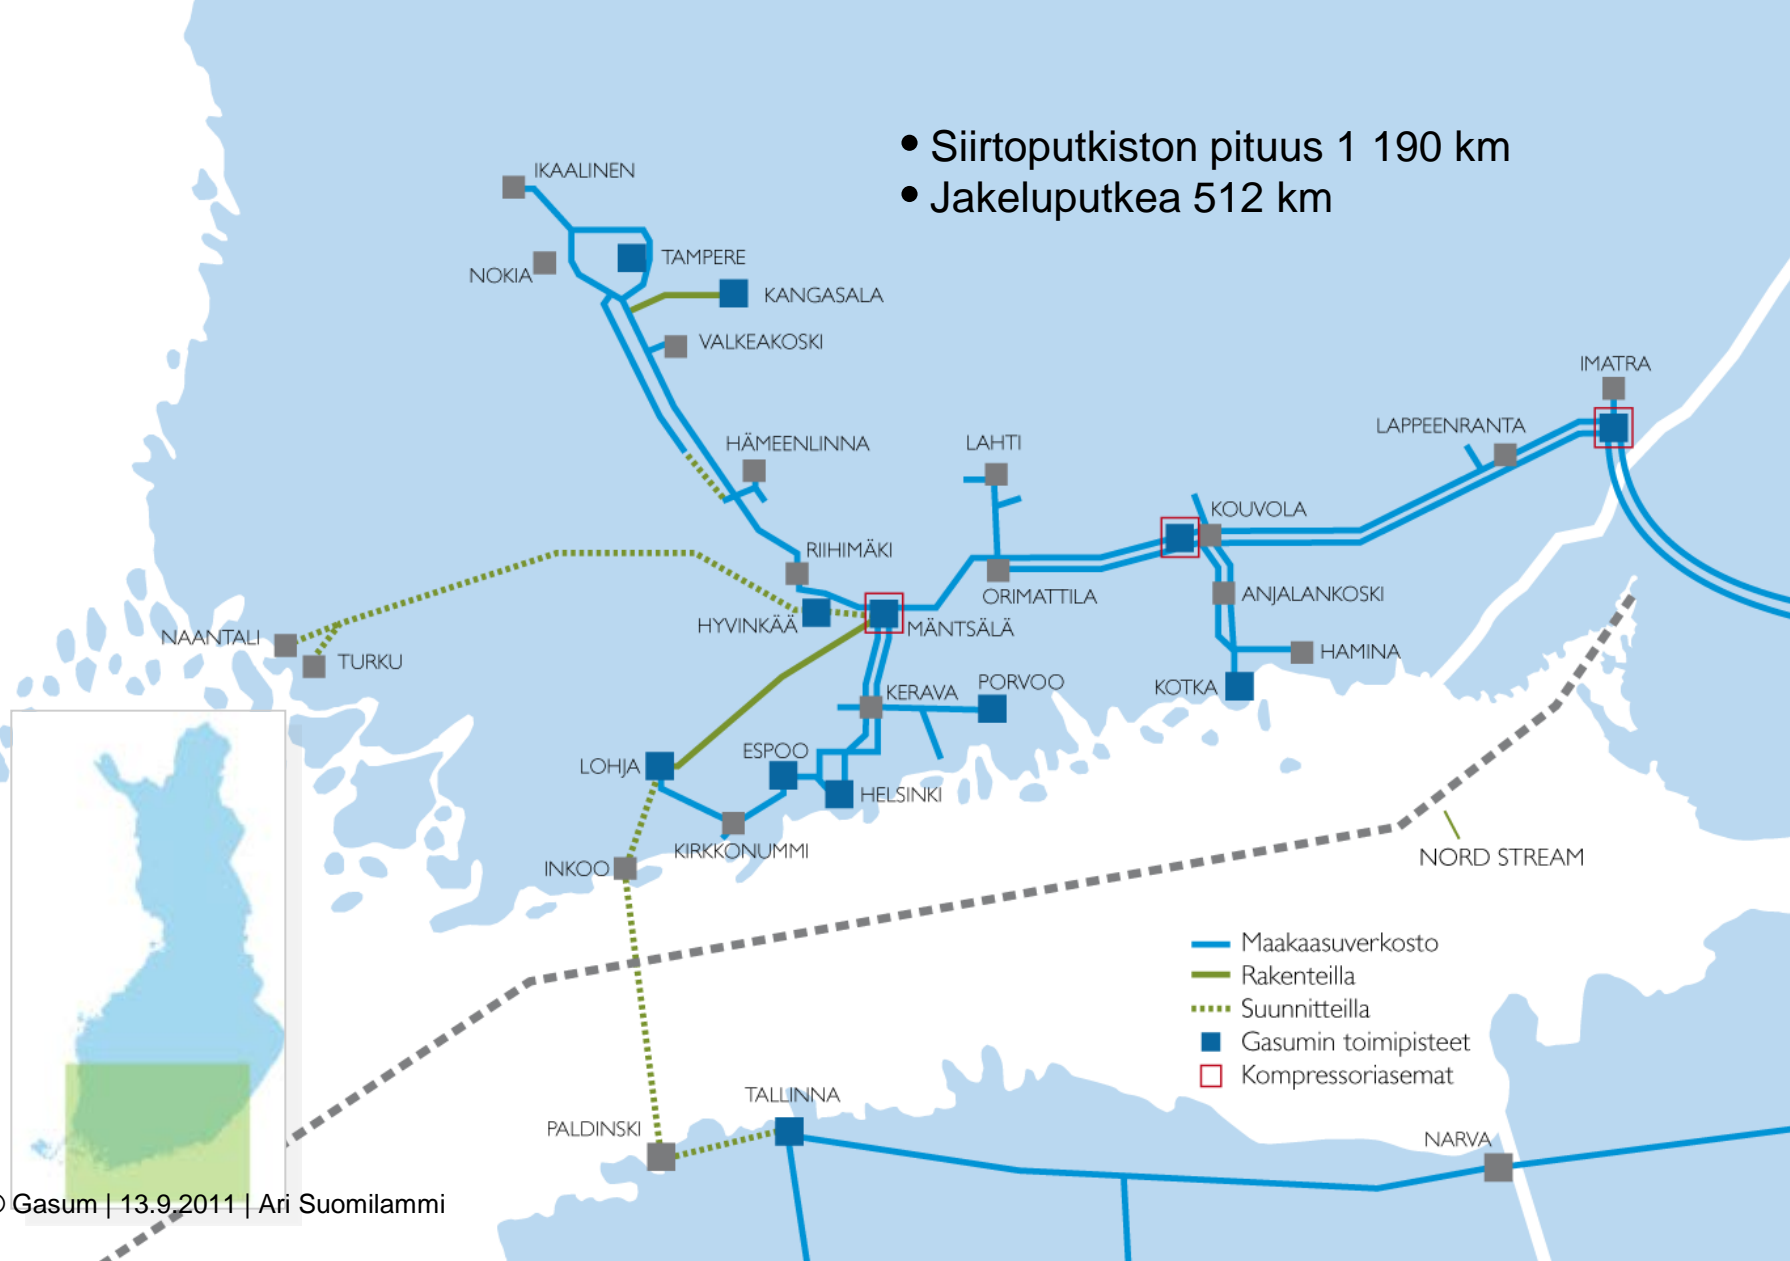 • Siirtoputkiston pituus 1 190 km
• Jakeluputkea 512 km
IKAALINEN
TAMPERE
NOKIA
KANGASALA
VALKEAKOSKI
IMATRA
LAPPEENRANTA
HÄMEENLINNA
LAHTI
KOUVOLA
RIIHIMÄKI
ORIMATTILA
ANJALANKOSKI
HYVINKÄÄ
MÄNTSÄLÄ
NAANTALI
TURKU
HAMINA
KERAVA
PORVOO
KOTKA
ESPOO
LOHJA
HELSINKI
KIRKKONUMMI
INKOO
NORD STREAM
Maakaasuverkosto
Rakenteilla
Suunnitteilla
Gasumin toimipisteet
Kompressoriasemat
TALLINNA
PALDINSKI
NARVA
© Gasum | 13.9.2011 | Ari Suomilammi